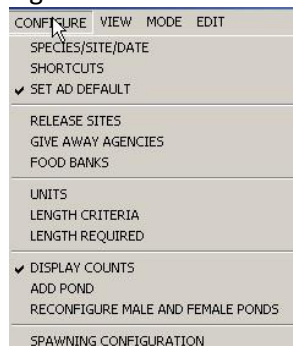 CONFIGURE VIEW MODE EDIT
SPECIES/SITE/DATE
SHORTCUTS
✔ SET AD DEFAULT
RELEASE SITES
GIVE AWAY AGENCIES
FOOD BANKS
UNITS
LENGTH CRITERIA
LENGTH REQUIRED
✔ DISPLAY COUNTS
ADD POND
RECONFIGURE MALE AND FEMALE PONDS
SPAWNING CONFIGURATION